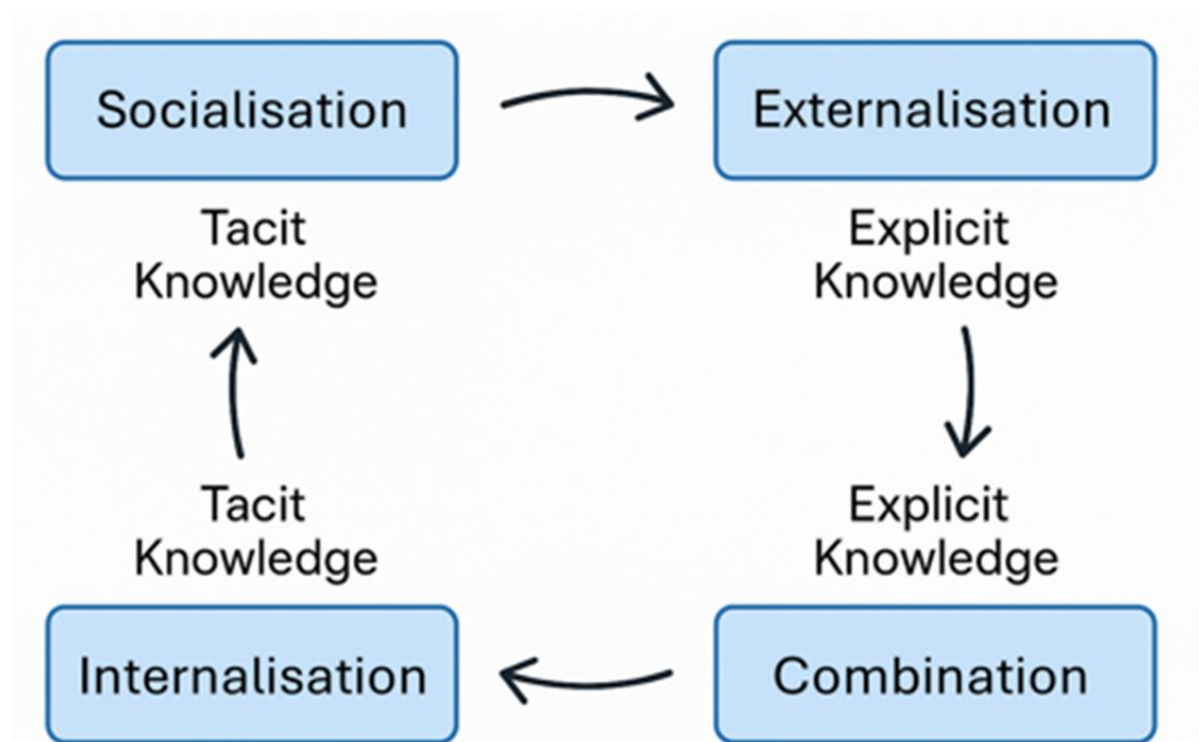 Socialisation
Externalisation
Tacit
Knowledge
Explicit
Knowledge
Tacit
Knowledge
Explicit
Knowledge
Internalisation
Combination